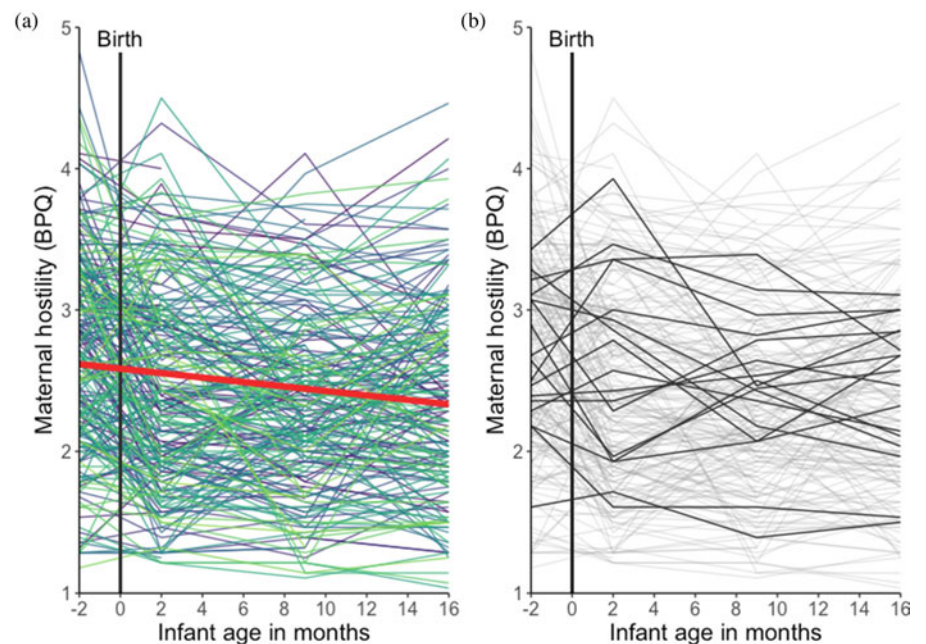 (a)
5
Birth
4
3
2
1
Maternal hostility (BPQ)
-2 0 2 4 6 8 10 12 14 16
Infant age in months
(b)
5
Birth
4
3
2
1
Maternal hostility (BPQ)
-2 0 2 4 6 8 10 12 14 16
Infant age in months